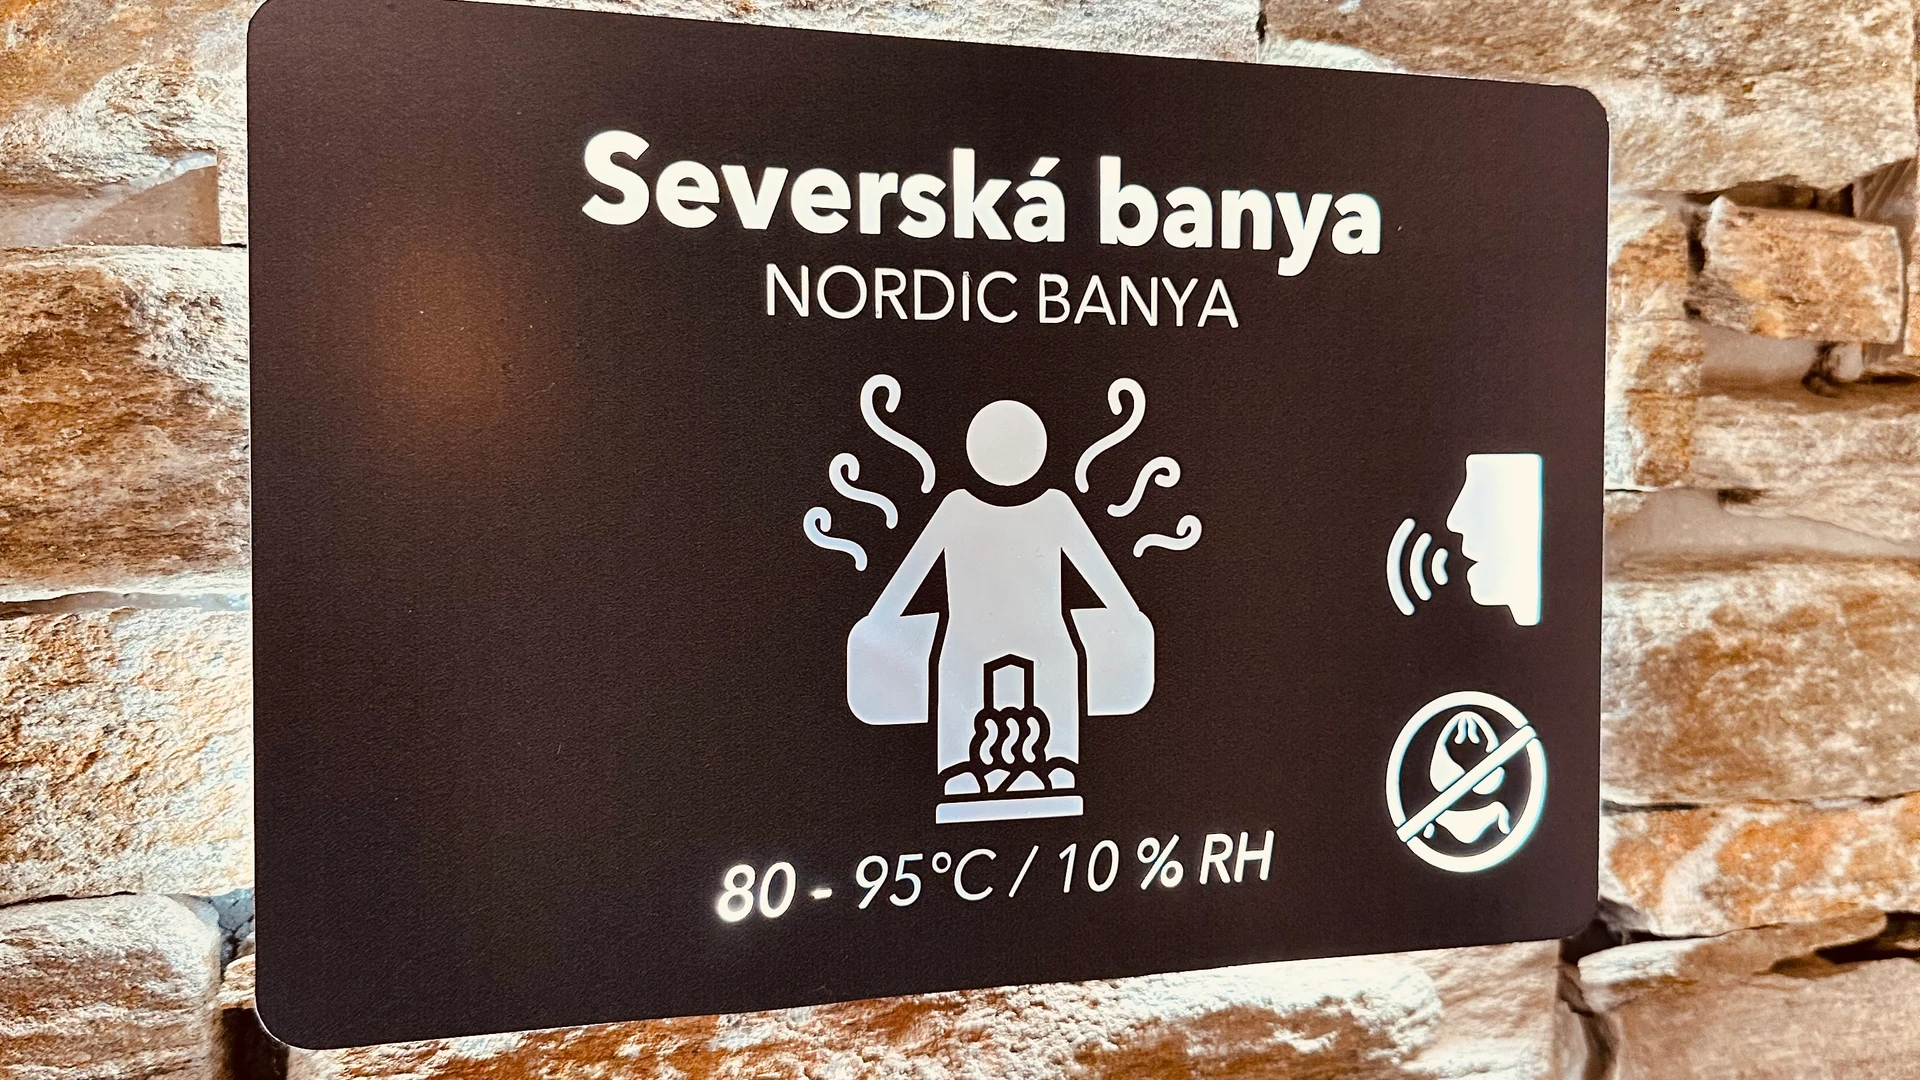 Severská banya
NORDIC BANYA
80 - 95°C / 10 % RH